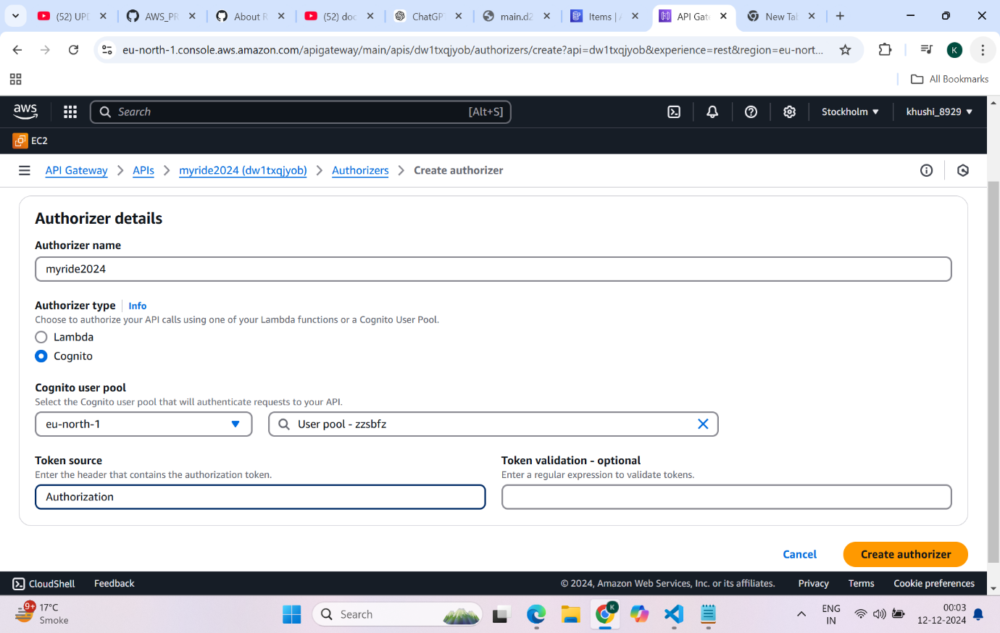 (52) UPD
AWS_PR
About R
(52) doc
ChatGP
main.d2
Items | A
API Gate
New Tab
eu-north-1.console.aws.amazon.com/apigateway/main/apis/dw1txqjyob/authorizers/create?api=dw1txqjyob&experience=rest&region=eu-nort...
K
All Bookmarks
aws
Search
[Alt+S]
Stockholm
khushi_8929
EC2
API Gateway
APIs
myride2024 (dw1txqjyob)
Authorizers
Create authorizer
Authorizer details
Authorizer name
myride2024
Authorizer type
Info
Choose to authorize your API calls using one of your Lambda functions or a Cognito User Pool.
Lambda
Cognito
Cognito user pool
Select the Cognito user pool that will authenticate requests to your API.
eu-north-1
User pool - zzsbfz
Token source
Token validation - optional
Enter the header that contains the authorization token.
Enter a regular expression to validate tokens.
Authorization
Cancel
Create authorizer
CloudShell
Feedback
© 2024, Amazon Web Services, Inc. or its affiliates.
Privacy
Terms
Cookie preferences
9+
17°C
Smoke
Search
K
ENG
IN
00:03
12-12-2024